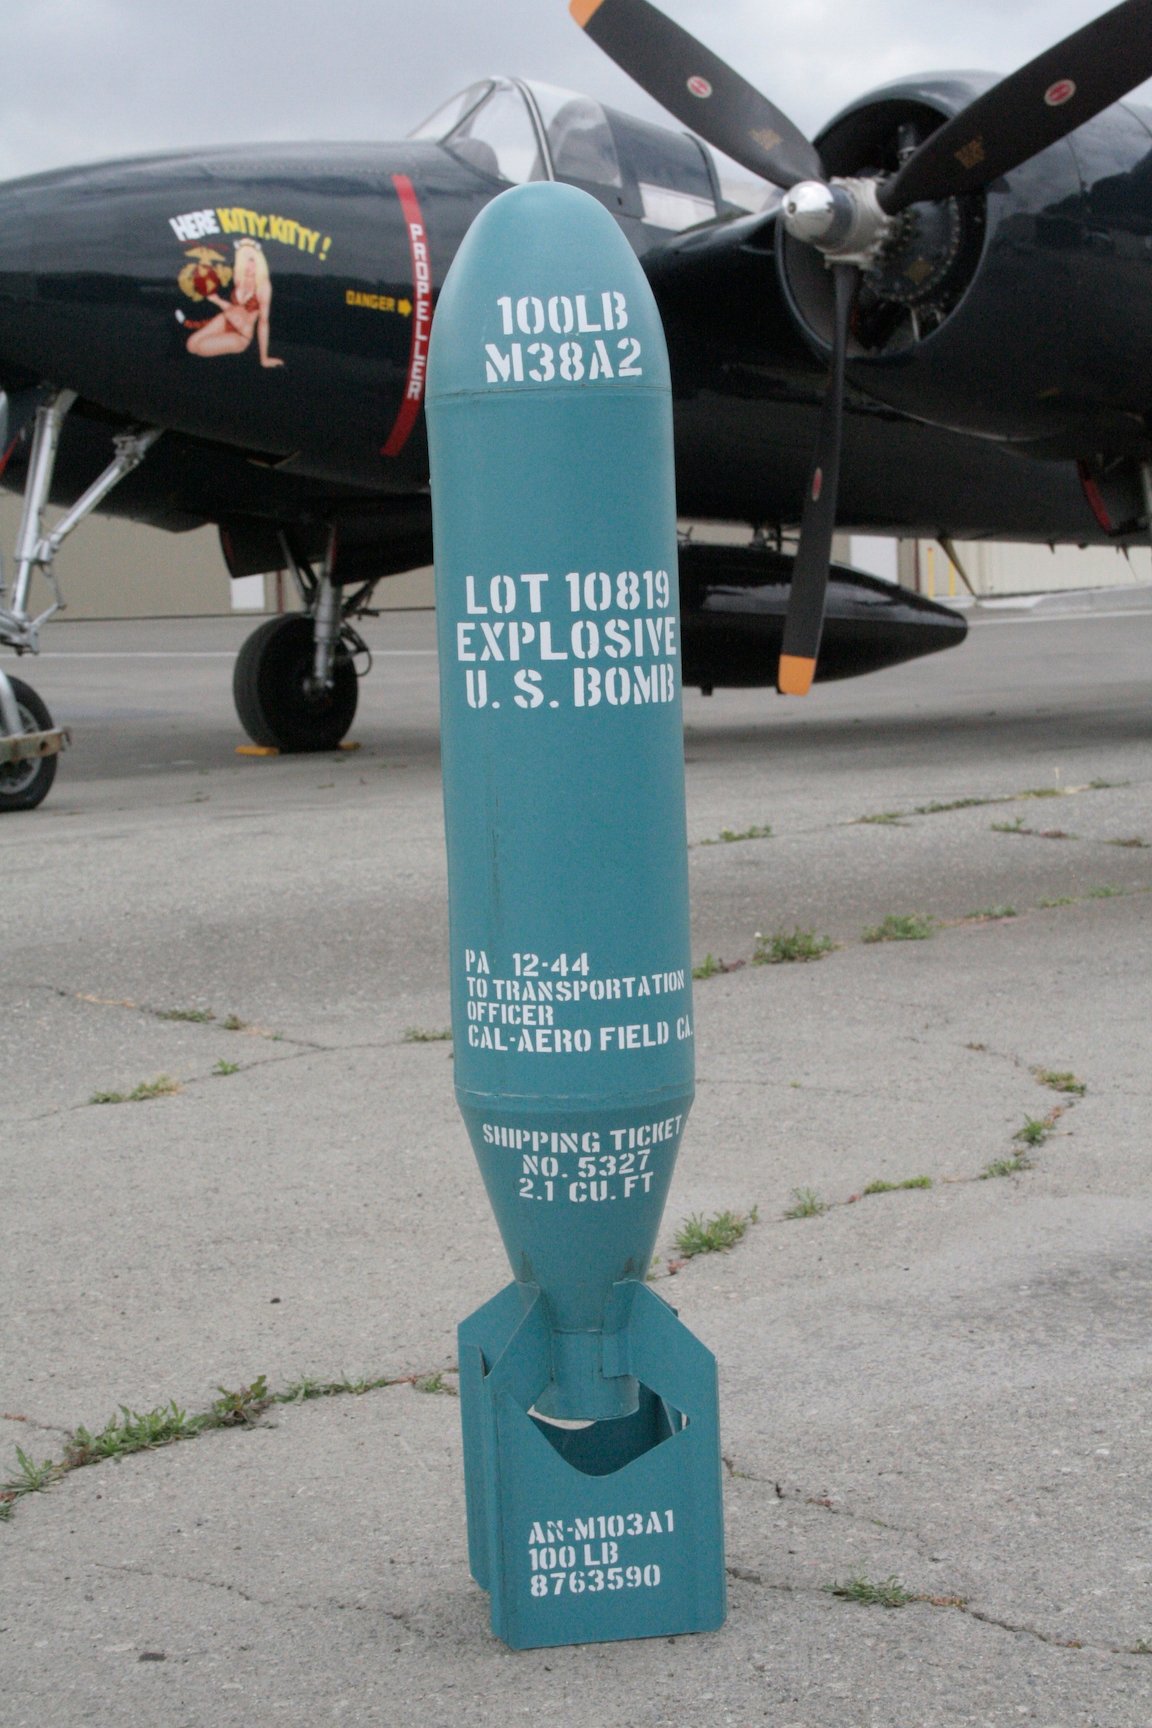 HERE KITTY, KITTY!
DANGER
PROPELLER
100LB
M38A2
LOT 10819
EXPLOSIVE
U. S. BOMB
PA 12-44
TO TRANSPORTATION
OFFICER
CAL-AERO FIELD CA.
SHIPPING TICKET
NO. 5327
2.1 CU. FT
AN-M103A1
100 LB
8763590